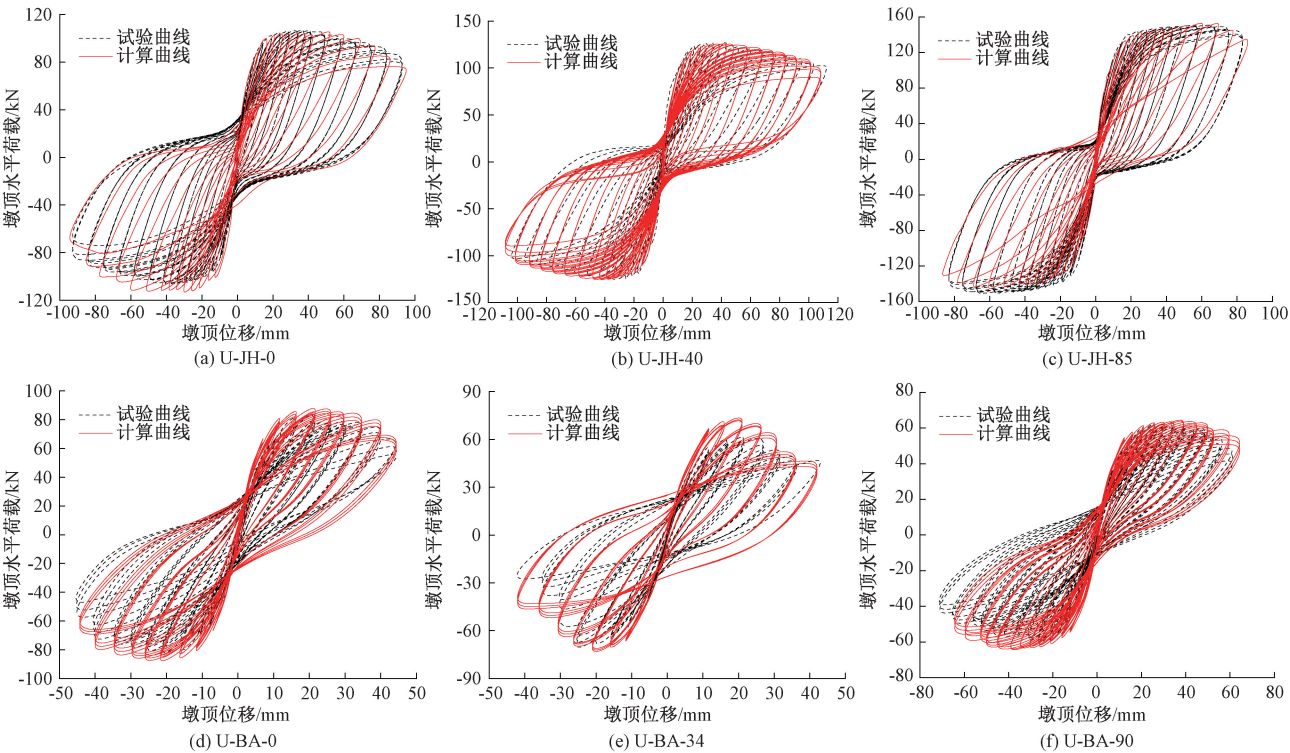 120
80
40
0
-40
-80
-120
墩顶水平荷载/kN
试验曲线
计算曲线
-100 -80 -60 -40 -20 0 20 40 60 80 100
墩顶位移/mm
(a) U-JH-0
150
100
50
0
-50
-100
-150
墩顶水平荷载/kN
试验曲线
计算曲线
-120 -100 -80 -60 -40 -20 0 20 40 60 80 100 120
墩顶位移/mm
(b) U-JH-40
160
120
80
40
0
-40
-80
-120
-160
墩顶水平荷载/kN
试验曲线
计算曲线
-100 -80 -60 -40 -20 0 20 40 60 80 100
墩顶位移/mm
(c) U-JH-85
100
80
60
40
20
0
-20
-40
-60
-80
-100
墩顶水平荷载/kN
试验曲线
计算曲线
-50 -40 -30 -20 -10 0 10 20 30 40 50
墩顶位移/mm
(d) U-BA-0
90
60
30
0
-30
-60
-90
墩顶水平荷载/kN
试验曲线
计算曲线
-50 -40 -30 -20 -10 0 10 20 30 40 50
墩顶位移/mm
(e) U-BA-34
80
60
40
20
0
-20
-40
-60
-80
墩顶水平荷载/kN
试验曲线
计算曲线
-80 -60 -40 -20 0 20 40 60 80
墩顶位移/mm
(f) U-BA-90